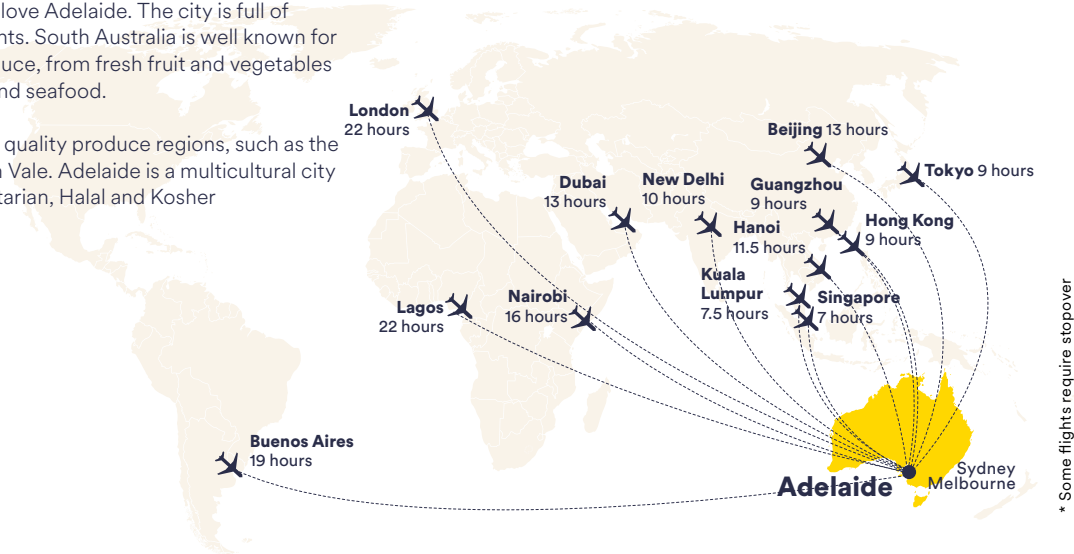 love Adelaide. The city is full of
nts. South Australia is well known for
uce, from fresh fruit and vegetables
nd seafood.
quality produce regions, such as the
n Vale. Adelaide is a multicultural city
tarian, Halal and Kosher
London
22 hours
Beijing 13 hours
Tokyo 9 hours
Dubai
13 hours
New Delhi
10 hours
Guangzhou
9 hours
Hong Kong
9 hours
Hanoi
11.5 hours
Kuala
Lumpur
7.5 hours
Singapore
7 hours
Nairobi
16 hours
Lagos
22 hours
Buenos Aires
19 hours
Adelaide
Sydney
Melbourne
* Some flights require stopover